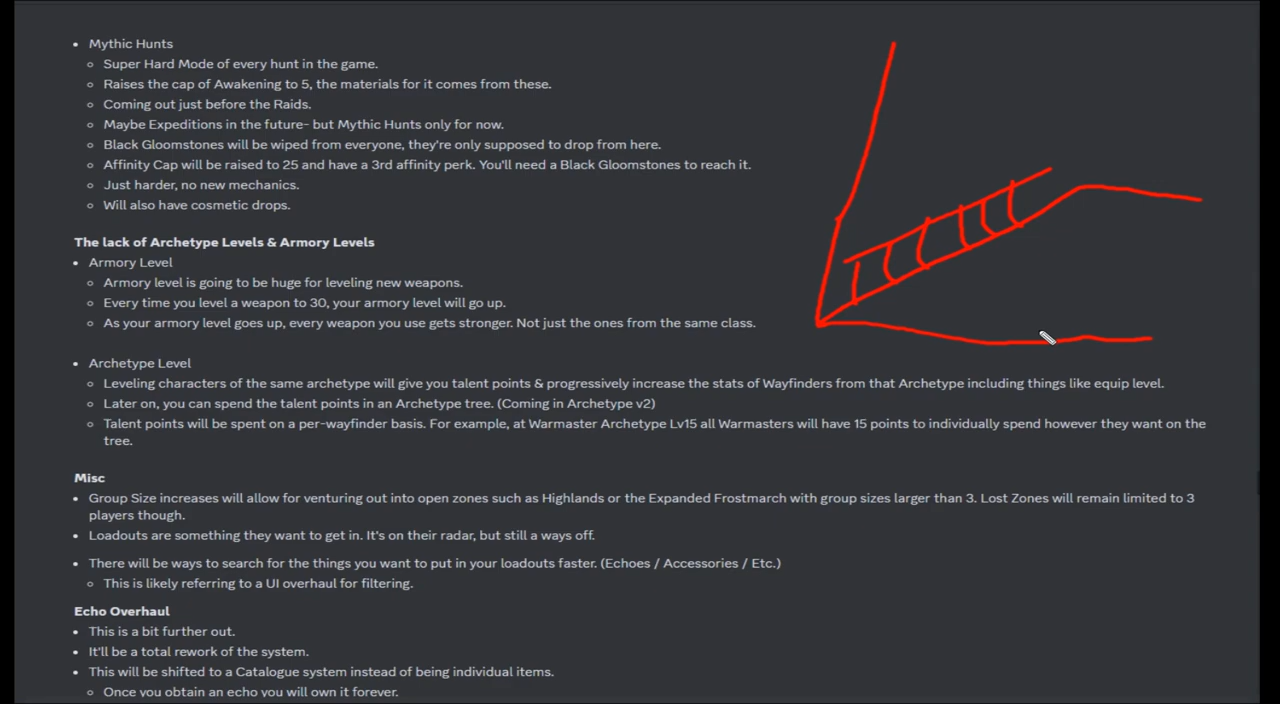 • Mythic Hunts
○ Super Hard Mode of every hunt in the game.
○ Raises the cap of Awakening to 5, the materials for it comes from these.
○ Coming out just before the Raids.
○ Maybe Expeditions in the future- but Mythic Hunts only for now.
○ Black Gloomstones will be wiped from everyone, they're only supposed to drop from here.
○ Affinity Cap will be raised to 25 and have a 3rd affinity perk. You'll need a Black Gloomstones to reach it.
○ Just harder, no new mechanics.
○ Will also have cosmetic drops.
The lack of Archetype Levels & Armory Levels
• Armory Level
○ Armory level is going to be huge for leveling new weapons.
○ Every time you level a weapon to 30, your armory level will go up.
○ As your armory level goes up, every weapon you use gets stronger. Not just the ones from the same class.
• Archetype Level
○ Leveling characters of the same archetype will give you talent points & progressively increase the stats of Wayfinders from that Archetype including things like equip level.
○ Later on, you can spend the talent points in an Archetype tree. (Coming in Archetype v2)
○ Talent points will be spent on a per-wayfinder basis. For example, at Warmaster Archetype Lv15 all Warmasters will have 15 points to individually spend however they want on the
tree.
Misc
• Group Size increases will allow for venturing out into open zones such as Highlands or the Expanded Frostmarch with group sizes larger than 3. Lost Zones will remain limited to 3
players though.
• Loadouts are something they want to get in. It's on their radar, but still a ways off.
• There will be ways to search for the things you want to put in your loadouts faster. (Echoes / Accessories / Etc.)
○ This is likely referring to a UI overhaul for filtering.
Echo Overhaul
• This is a bit further out.
• It'll be a total rework of the system.
• This will be shifted to a Catalogue system instead of being individual items.
○ Once you obtain an echo you will own it forever.